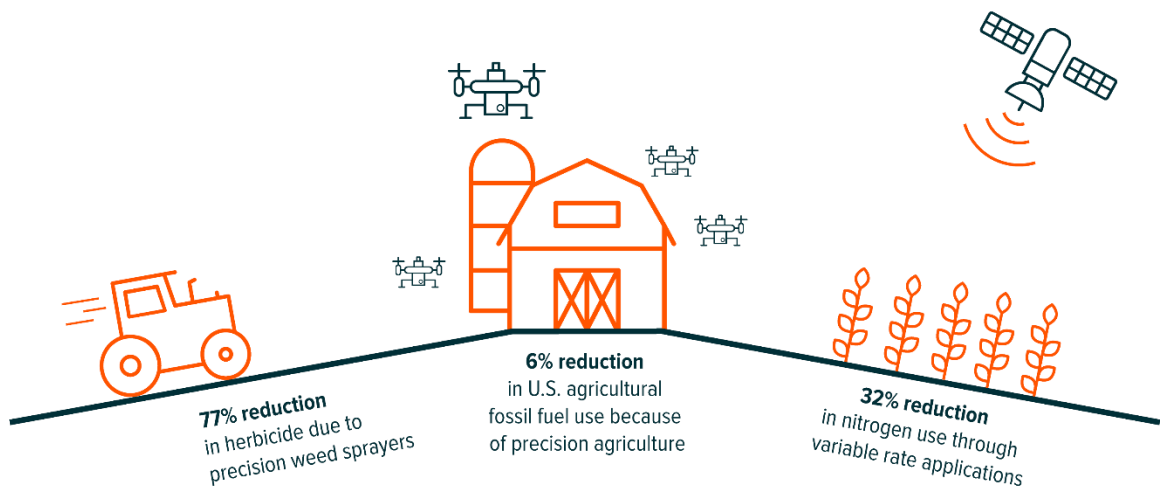 77% reduction
in herbicide due to
precision weed sprayers
6% reduction
in U.S. agricultural
fossil fuel use because
of precision agriculture
32% reduction
in nitrogen use through
variable rate applications